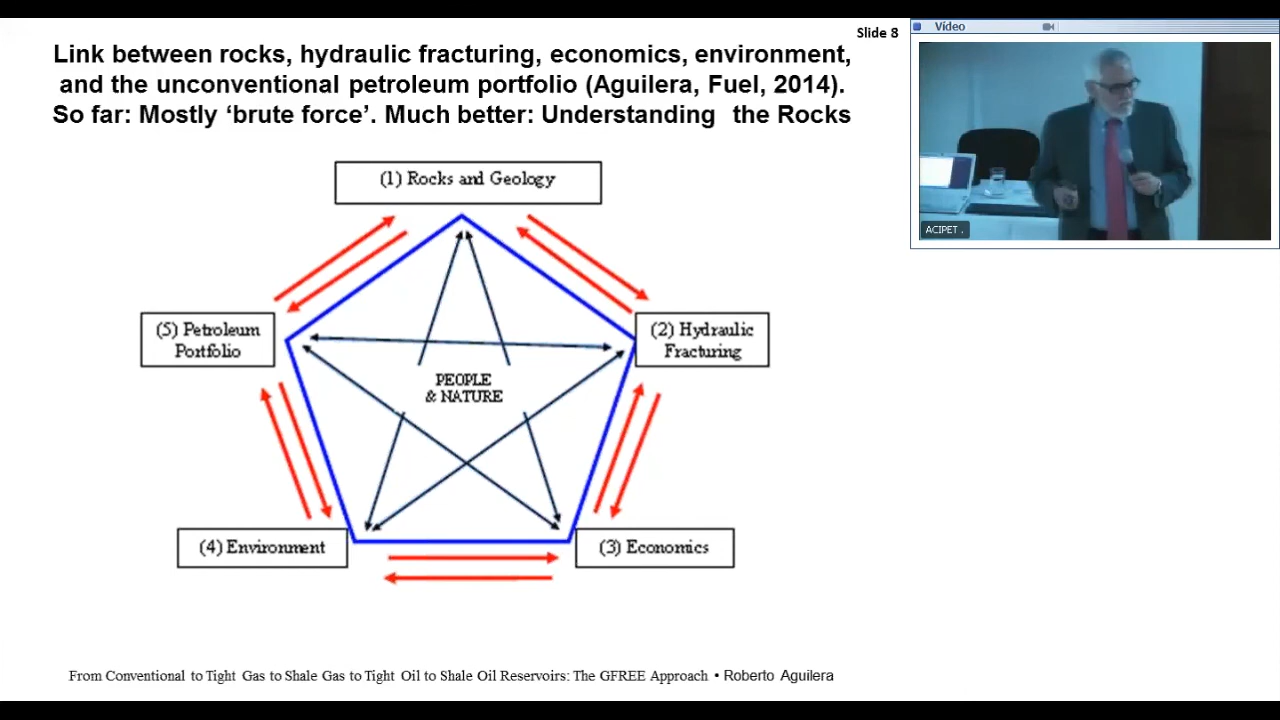 Slide 8
Vídeo
Link between rocks, hydraulic fracturing, economics, environment,
and the unconventional petroleum portfolio (Aguilera, Fuel, 2014).
So far: Mostly ‘brute force’. Much better: Understanding the Rocks
(1) Rocks and Geology
(5) Petroleum
Portfolio
(2) Hydraulic
Fracturing
PEOPLE
& NATURE
(4) Environment
(3) Economics
ACIPET .
From Conventional to Tight Gas to Shale Gas to Tight Oil to Shale Oil Reservoirs: The GFREE Approach • Roberto Aguilera